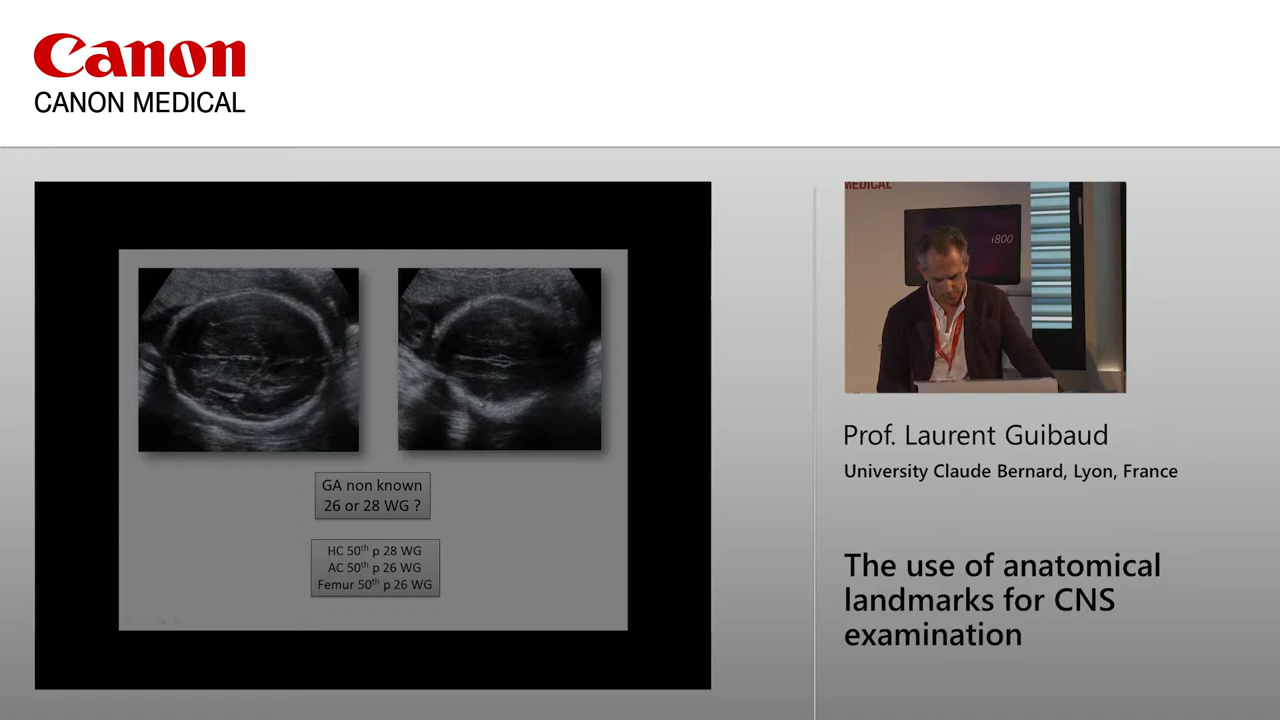 Canon
CANON MEDICAL
MEDICAL
i800
GA non known
26 or 28 WG ?
HC 50th p 28 WG
AC 50th p 26 WG
Femur 50th p 26 WG
Prof. Laurent Guibaud
University Claude Bernard, Lyon, France
The use of anatomical
landmarks for CNS
examination